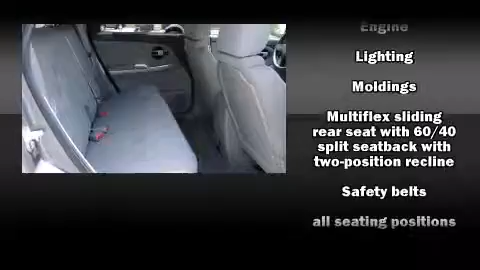 Engine
Lighting
Moldings
Multiflex sliding
rear seat with 60/40
split seatback with
two-position recline
Safety belts
all seating positions